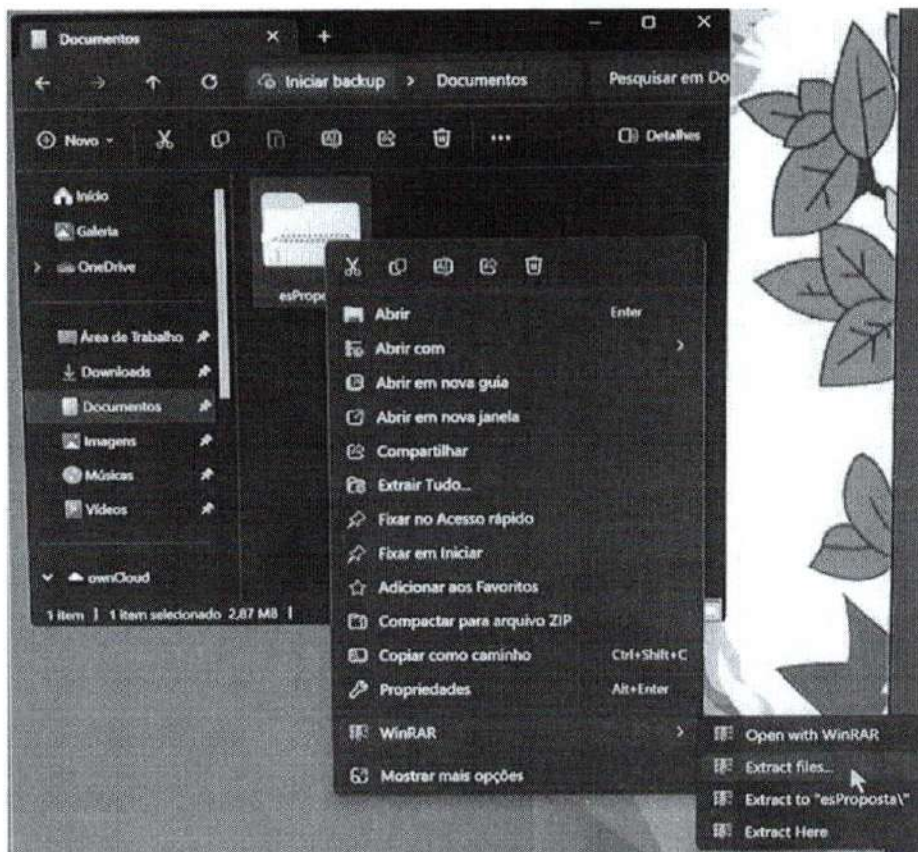 Documentos
Iniciar backup > Documentos Pesquisar em Do
Novo Detalhes
Início
Galeria
OneDrive
esPrope
Área de Trabalho
Downloads
Documentos
Imagens
Músicas
Vídeos
ownCloud
1 item | 1 item selecionado 2,87 MB |
Abrir Enter
Abrir com
Abrir em nova guia
Abrir em nova janela
Compartilhar
Extrair Tudo...
Fixar no Acesso rápido
Fixar em Iniciar
Adicionar aos Favoritos
Compactar para arquivo ZIP
Copiar como caminho Ctrl+Shift+C
Propriedades Alt+Enter
WinRAR
Mostrar mais opções
Open with WinRAR
Extract files...
Extract to "esProposta\"
Extract Here